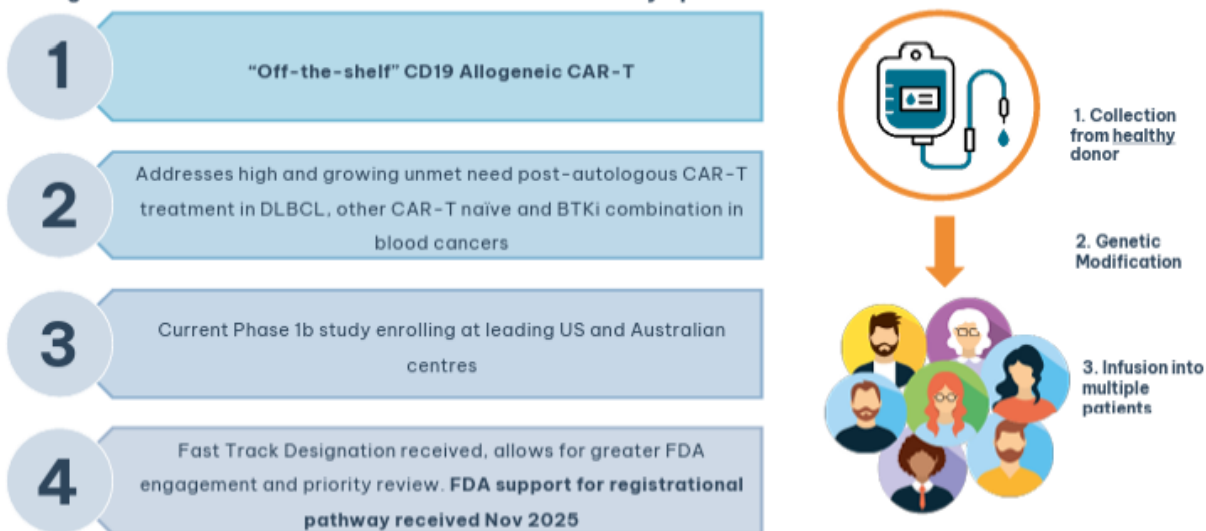 1
“Off-the-shelf” CD19 Allogeneic CAR-T
2
Addresses high and growing unmet need post-autologous CAR-T
treatment in DLBCL, other CAR-T naïve and BTKi combination in
blood cancers
3
Current Phase 1b study enrolling at leading US and Australian
centres
4
Fast Track Designation received, allows for greater FDA
engagement and priority review. FDA support for registrational
pathway received Nov 2025
1. Collection
from healthy
donor
2. Genetic
Modification
3. Infusion into
multiple
patients